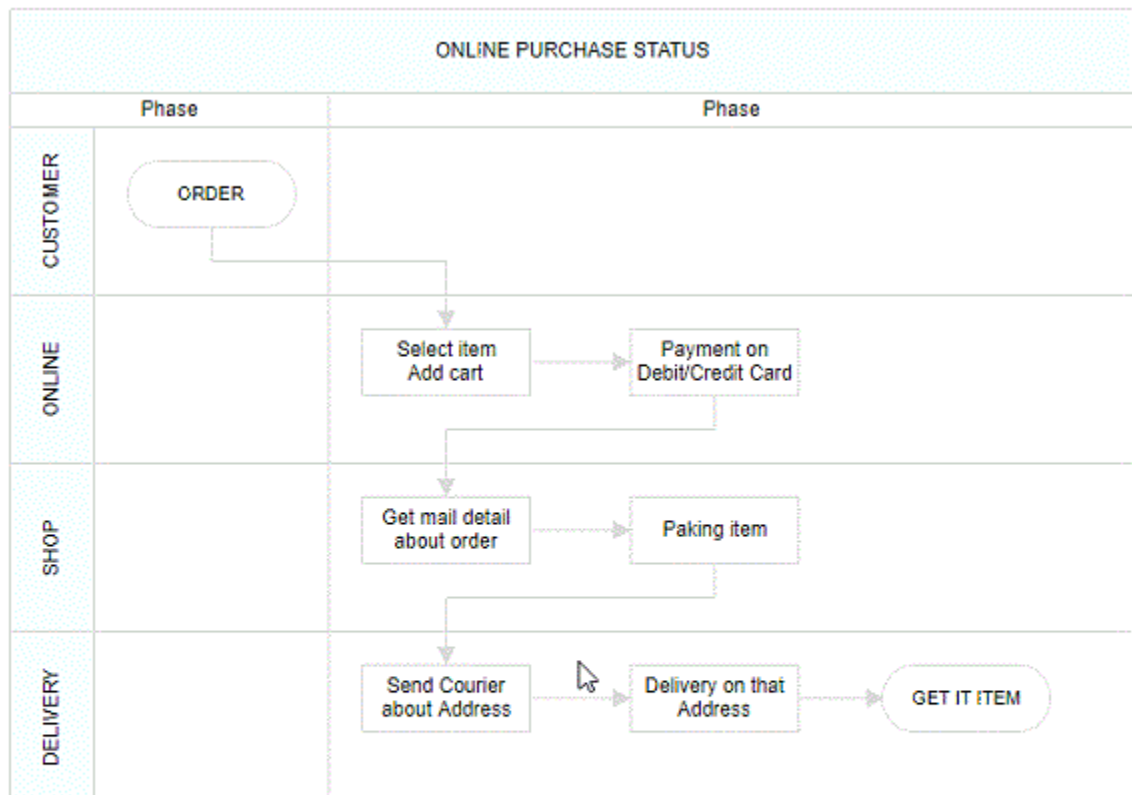 ONLINE PURCHASE STATUS
Phase
Phase
CUSTOMER
ORDER
ONLINE
Select item
Add cart
Payment on
Debit/Credit Card
SHOP
Get mail detail
about order
Paking item
DELIVERY
Send Courier
about Address
Delivery on that
Address
GET IT ITEM